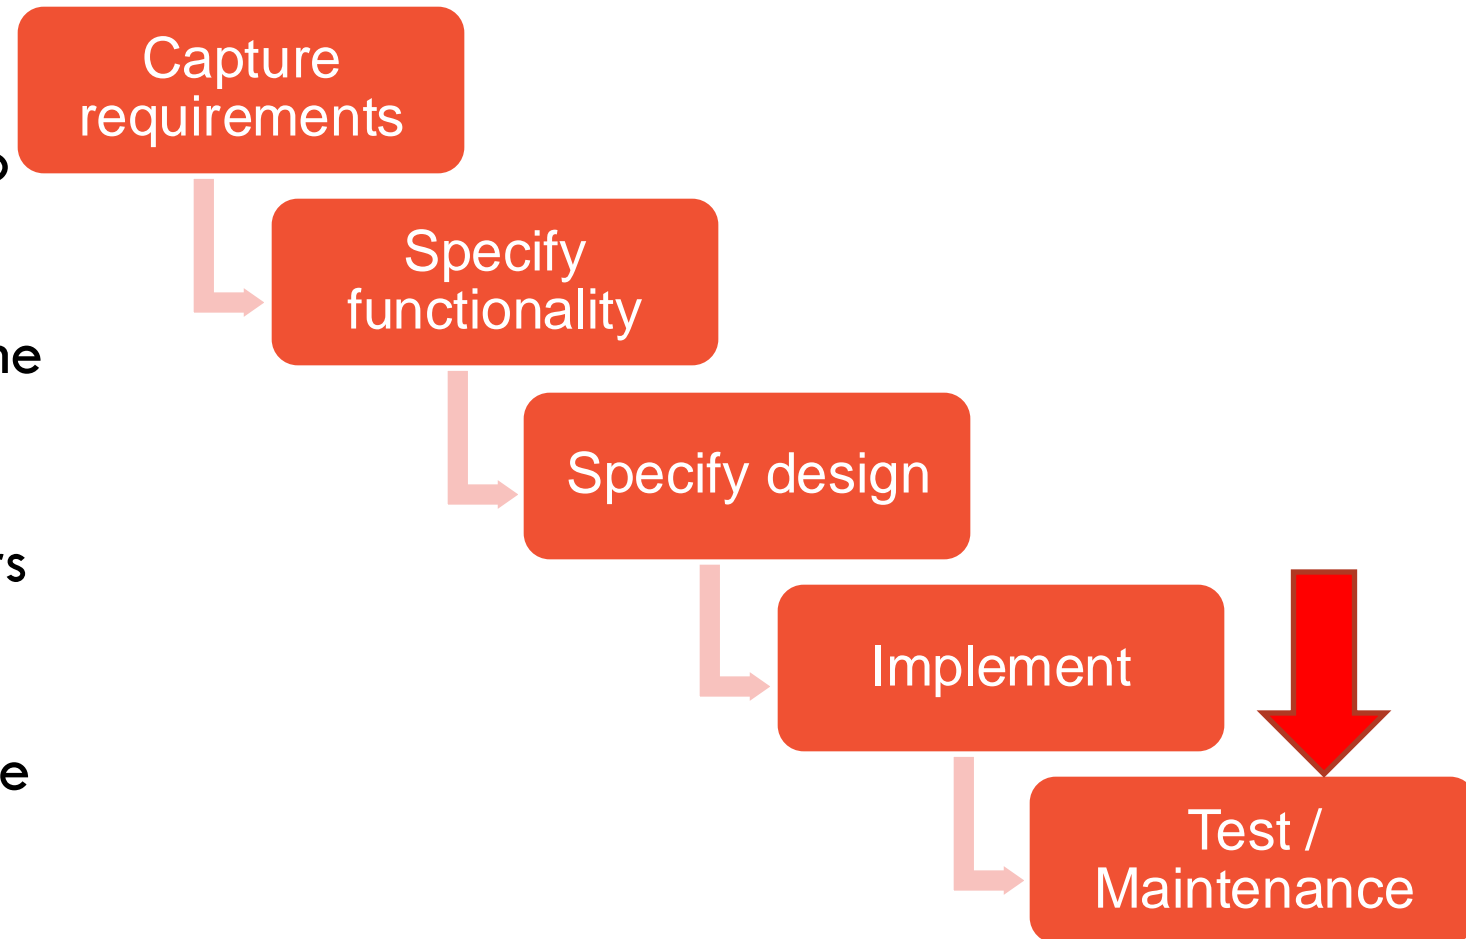 Capture
requirements
Specify
functionality
Specify design
Implement
Test /
Maintenance